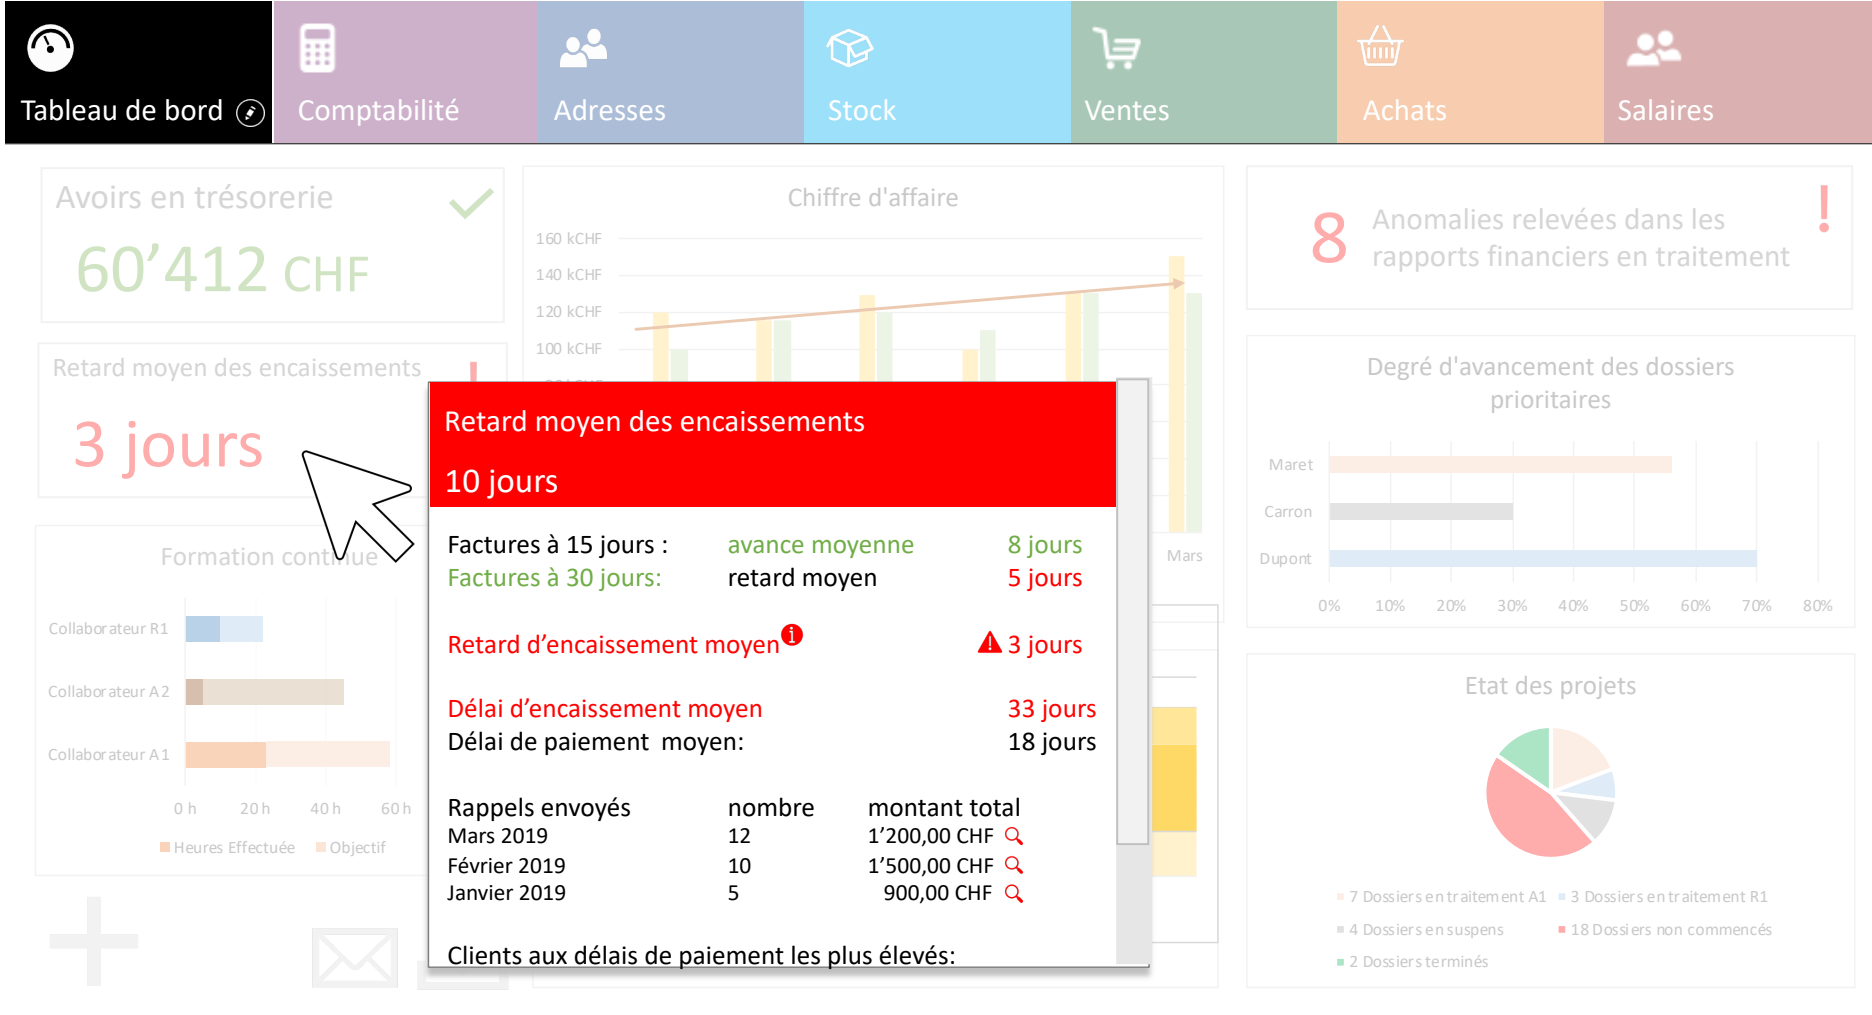 Tableau de bord
Comptabilité
Adresses
Stock
Ventes
Achats
Salaires
Avoirs en trésorerie
60’412 CHF
Retard moyen des encaissements
3 jours
Formation continue
Collaborateur R1
Collaborateur A2
Collaborateur A1
0 h 20 h 40 h 60 h
Heures Effectuée Objectif
Chiffre d'affaire
160 kCHF
140 kCHF
120 kCHF
100 kCHF
Mars
Retard moyen des encaissements
10 jours
Factures à 15 jours : avance moyenne 8 jours
Factures à 30 jours: retard moyen 5 jours
Retard d’encaissement moyen 3 jours
Délai d’encaissement moyen 33 jours
Délai de paiement moyen: 18 jours
Rappels envoyés nombre montant total
Mars 2019 12 1’200,00 CHF
Février 2019 10 1’500,00 CHF
Janvier 2019 5 900,00 CHF
Clients aux délais de paiement les plus élevés:
8 Anomalies relevées dans les
rapports financiers en traitement
!
Degré d'avancement des dossiers
prioritaires
Maret
Carron
Dupont
0% 10% 20% 30% 40% 50% 60% 70% 80%
Etat des projets
7 Dossiers en traitement A1 3 Dossiers en traitement R1
4 Dossiers en suspens 18 Dossiers non commencés
2 Dossiers terminés